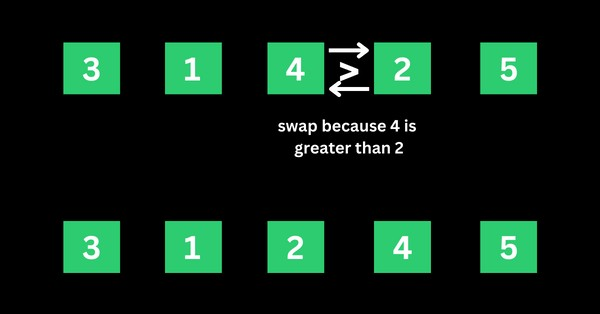 3 1 4 > 2 5
swap because 4 is
greater than 2
3 1 2 4 5